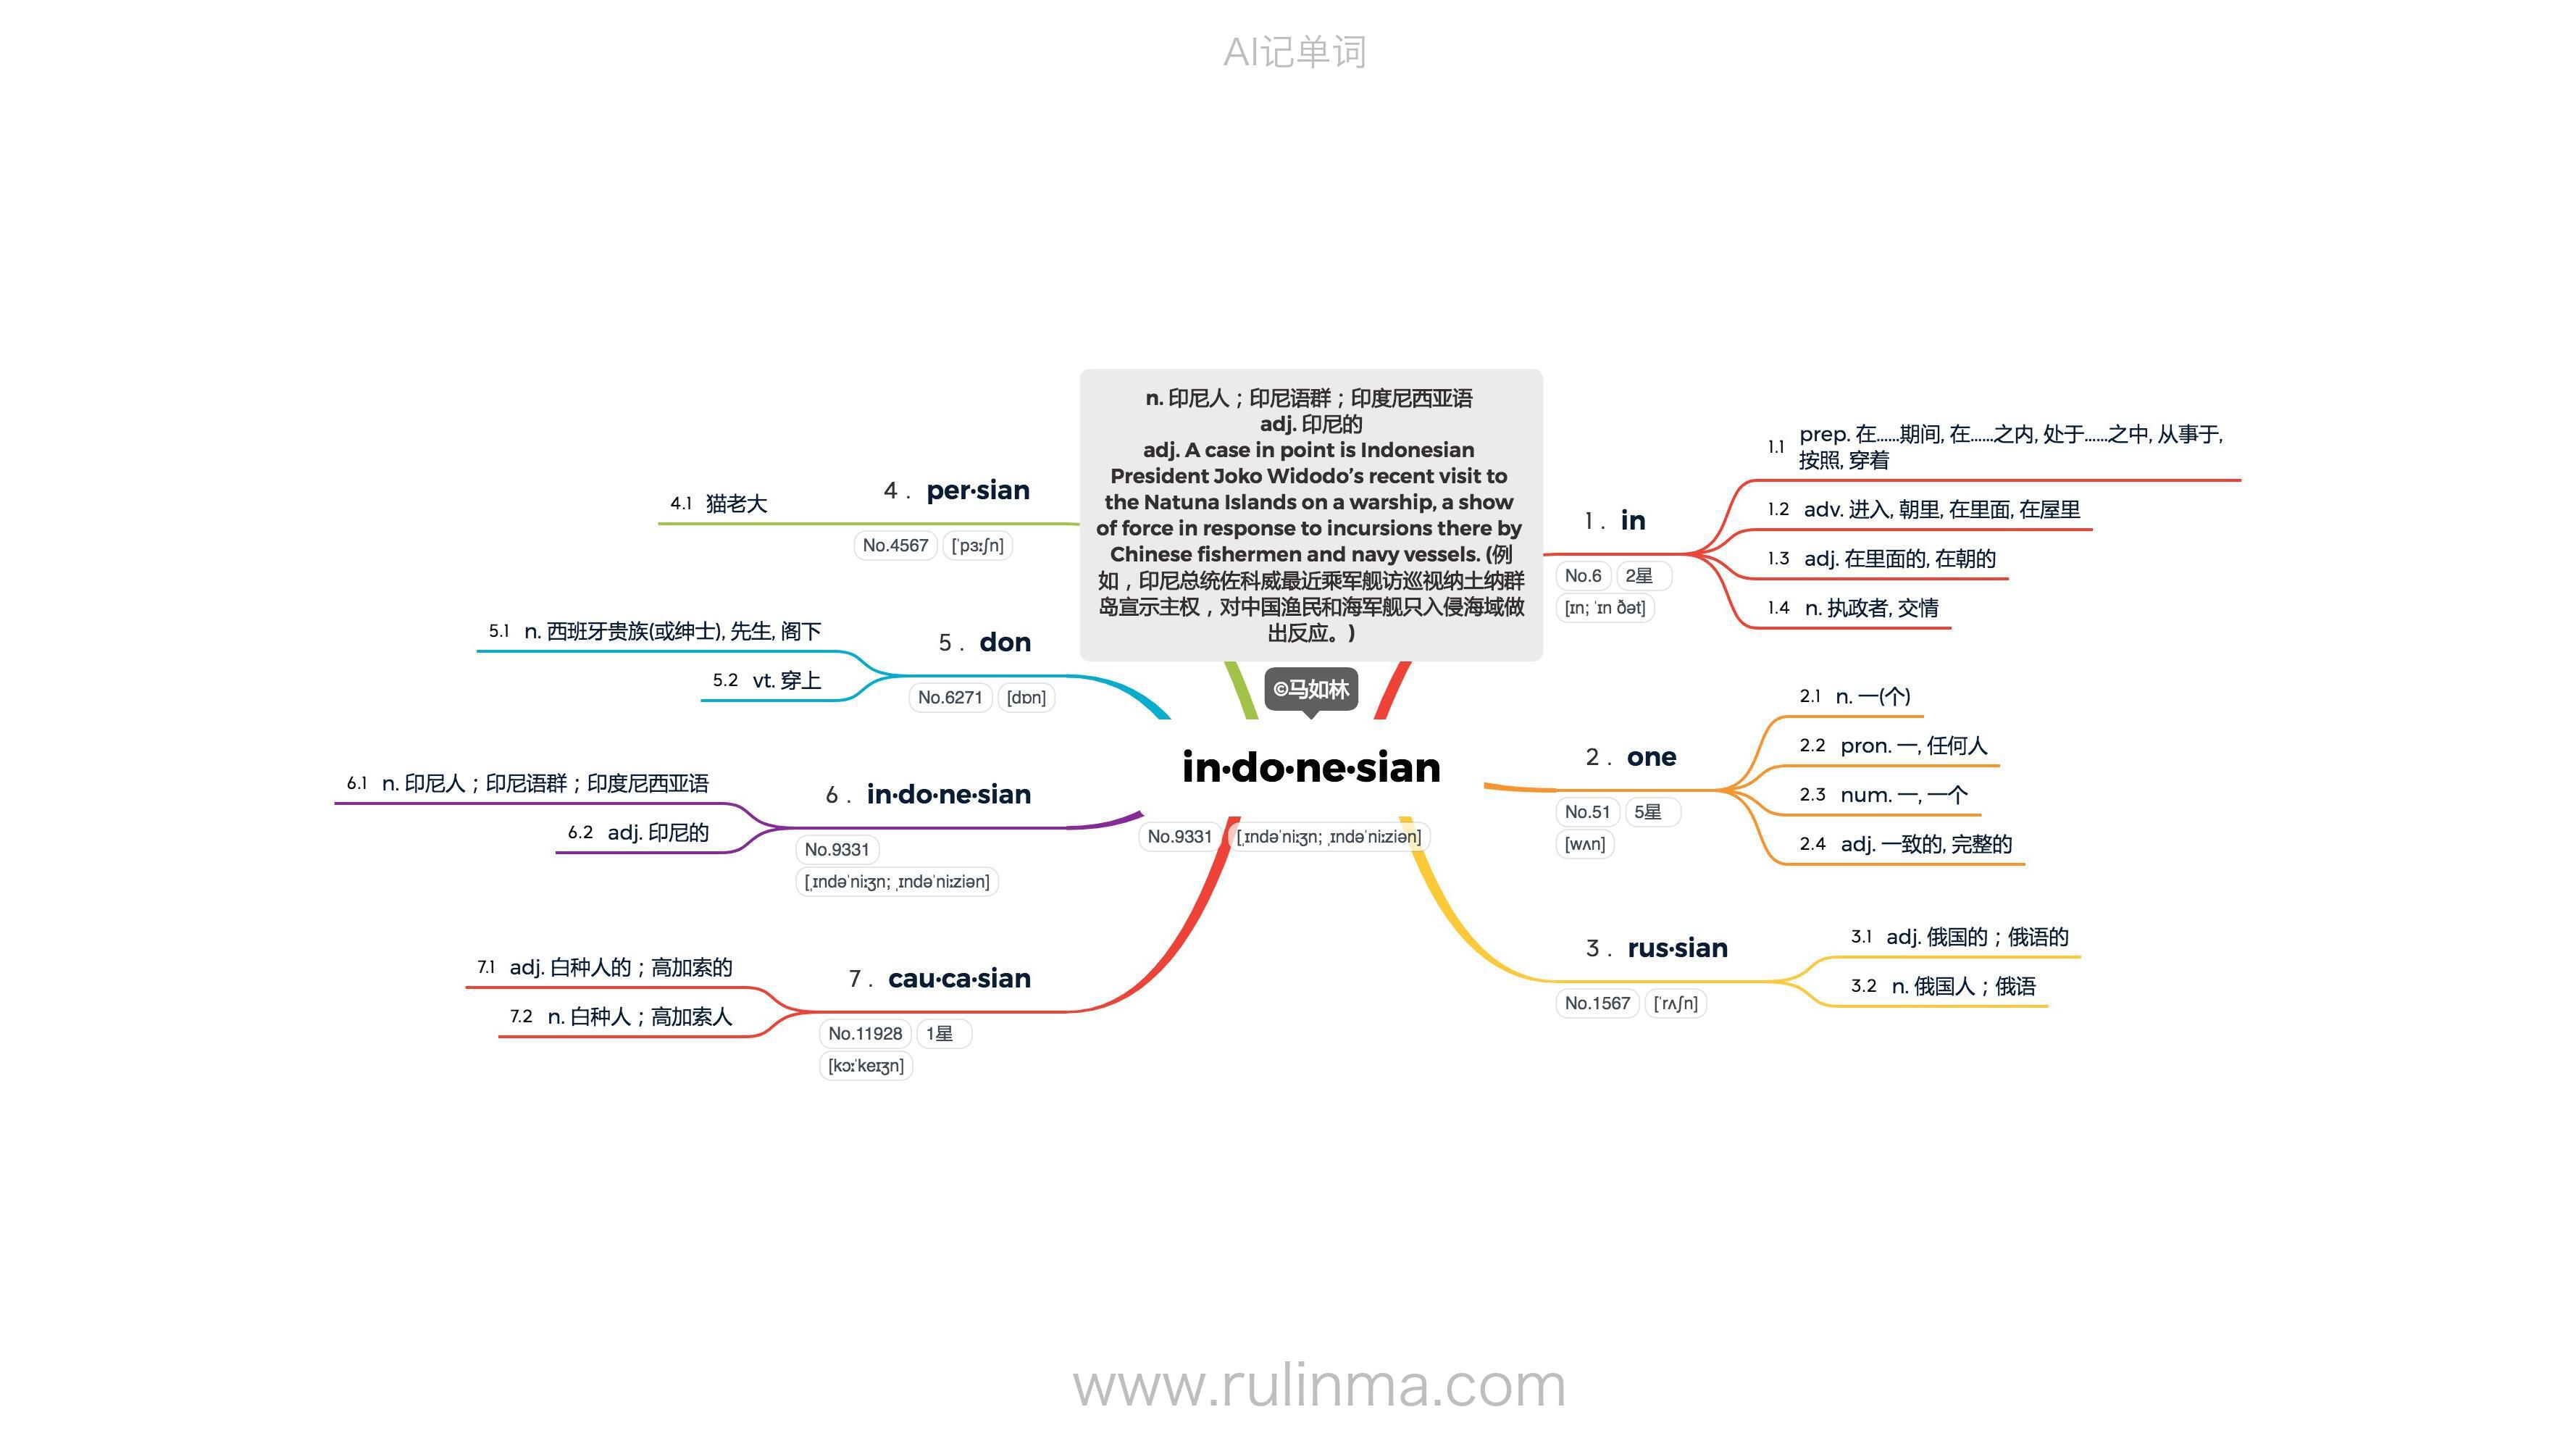 AI记单词
n. 印尼人；印尼语群；印度尼西亚语
adj. 印尼的
adj. A case in point is Indonesian
President Joko Widodo’s recent visit to
the Natuna Islands on a warship, a show
of force in response to incursions there by
Chinese fishermen and navy vessels. (例
如，印尼总统佐科威最近乘军舰访巡视纳土纳群
岛宣示主权，对中国渔民和海军舰只入侵海域做
出反应。)
©马如林
in·do·ne·sian
No.9331 [ˌɪndəˈniːʒn; ˌɪndəˈniːziən]
1 . in
No.6 2星
[ɪn; ˈɪn ðət]
1.1 prep. 在......期间, 在......之内, 处于......之中, 从事于,
按照, 穿着
1.2 adv. 进入, 朝里, 在里面, 在屋里
1.3 adj. 在里面的, 在朝的
1.4 n. 执政者, 交情
2 . one
No.51 5星
[wʌn]
2.1 n. 一(个)
2.2 pron. 一, 任何人
2.3 num. 一, 一个
2.4 adj. 一致的, 完整的
3 . rus·sian
No.1567 [ˈrʌʃn]
3.1 adj. 俄国的；俄语的
3.2 n. 俄国人；俄语
4 . per·sian
No.4567 [ˈpɜːʃn]
4.1 猫老大
5 . don
No.6271 [dɒn]
5.1 n. 西班牙贵族(或绅士), 先生, 阁下
5.2 vt. 穿上
6 . in·do·ne·sian
No.9331
[ˌɪndəˈniːʒn; ˌɪndəˈniːziən]
6.1 n. 印尼人；印尼语群；印度尼西亚语
6.2 adj. 印尼的
7 . cau·ca·sian
No.11928 1星
[kɔːˈkeɪʒn]
7.1 adj. 白种人的；高加索的
7.2 n. 白种人；高加索人
www.rulinma.com